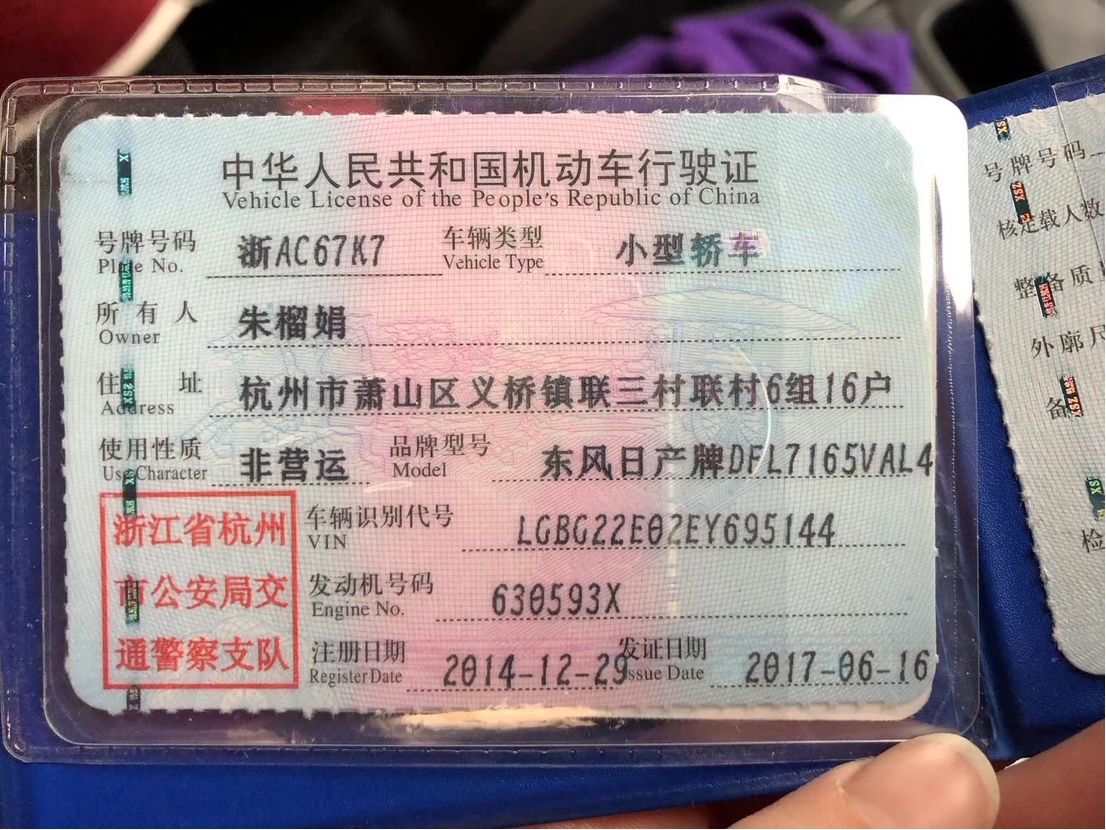 中华人民共和国机动车行驶证
Vehicle License of the People's Republic of China
号牌号码 浙AC67K7 车辆类型 小型轿车
Plate No. Vehicle Type
所有人 朱榴娟
Owner
住址 杭州市萧山区义桥镇联三村联村6组16户
Address
使用性质 非营运 品牌型号 东风日产牌DFL7165VAL4
Use Character Model
浙江省杭州
市公安局交
通警察支队
车辆识别代号 LGBG22E02EY695144
VIN
发动机号码 630593X
Engine No.
注册日期 2014-12-29 发证日期 2017-06-16
Register Date Issue Date
号牌号码
核定载人数
整备质
外廓尺
备
检